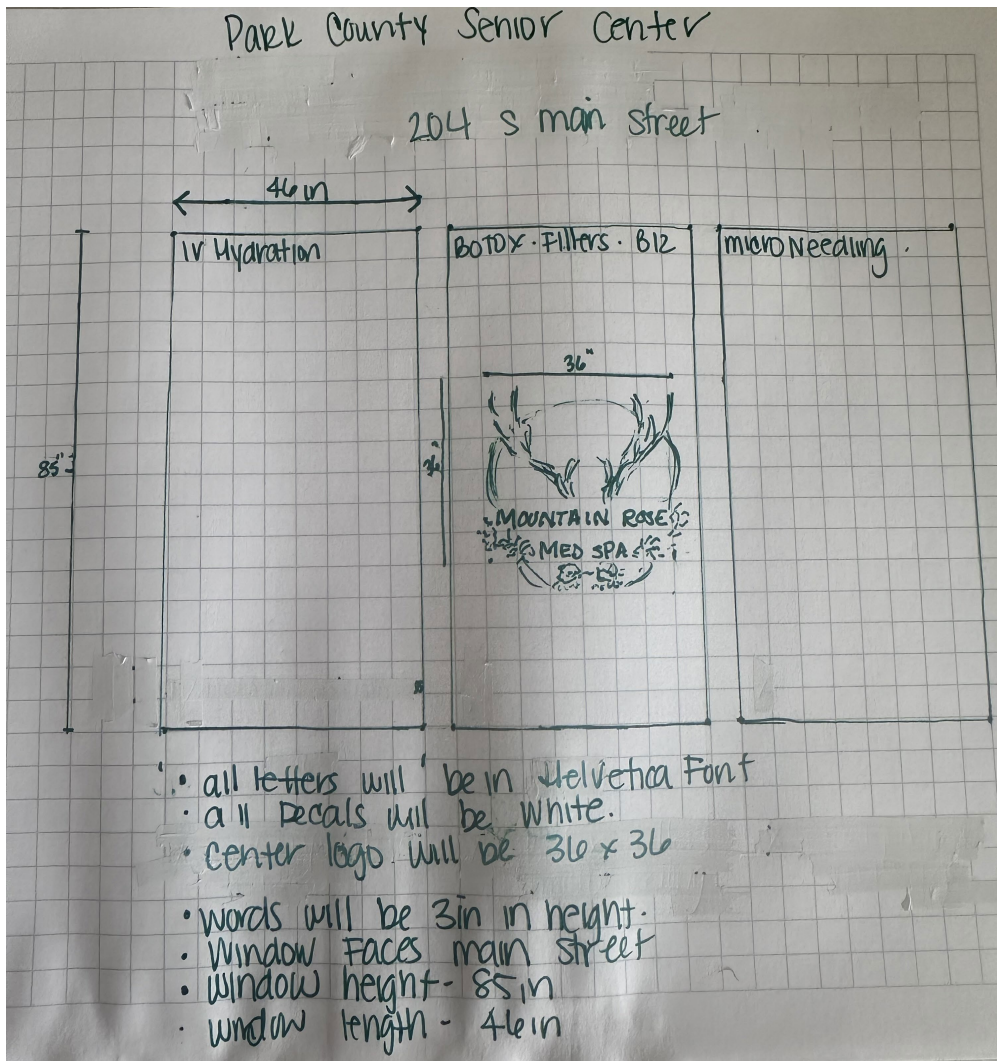 Park County Senior Center
204 S main street
46 in
IV Hydration
BOTOX · Fillers · B12
microNeedling .
36"
85"
36"
MOUNTAIN ROSE
MED SPA
· all letters will be in Helvetica Font
· all Decals will be White.
· center logo will be 36 x 36
· words will be 3in in height.
· Window Faces main street
· window height - 85in
· window length - 46in